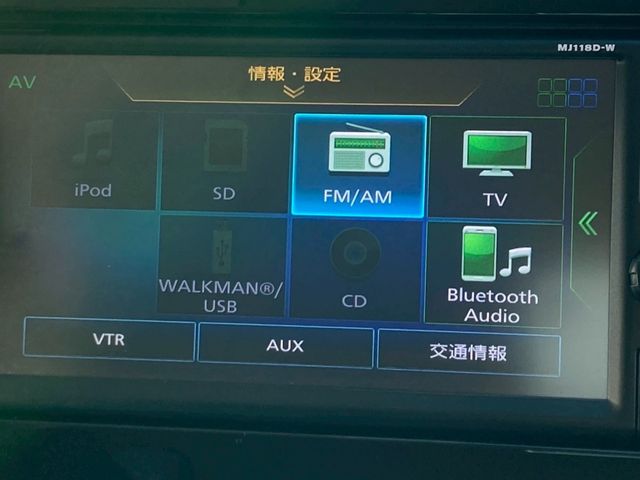 MJ118D-W
AV
情報・設定
iPod
SD
FM/AM
TV
WALKMAN®/
USB
CD
Bluetooth
Audio
VTR
AUX
交通情報